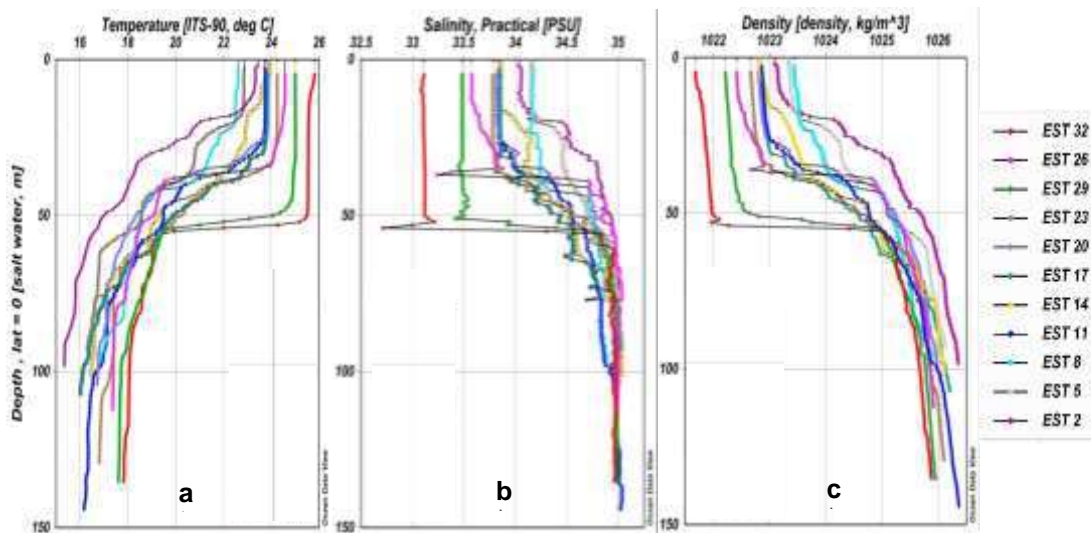 Temperature [ITS-90, deg C]
16 18 20 22 24 26
Salinity, Practical [PSU]
32.5 33 33.5 34 34.5 35
Density [density, kg/m^3]
1022 1023 1024 1025 1026
Depth, lat = 0 [salt water, m]
0
50
100
150
0
50
100
150
0
50
100
150
a
b
c
Ocean Data View
Ocean Data View
Ocean Data View
EST 32
EST 26
EST 29
EST 23
EST 20
EST 17
EST 14
EST 11
EST 8
EST 5
EST 2